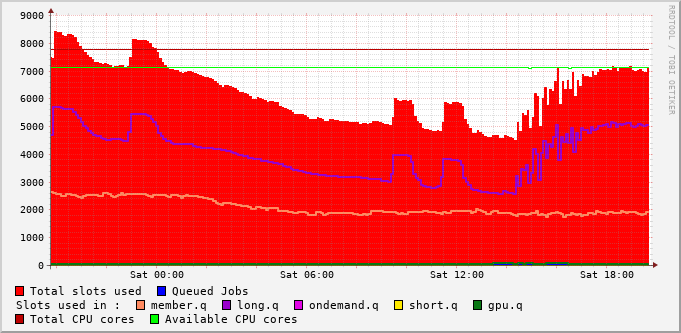 RRDTOOL / TOBI OETIKER
9000
8000
7000
6000
5000
4000
3000
2000
1000
0
Sat 00:00 Sat 06:00 Sat 12:00 Sat 18:00
Total slots used Queued Jobs
Slots used in : member.q long.q ondemand.q short.q gpu.q
Total CPU cores Available CPU cores